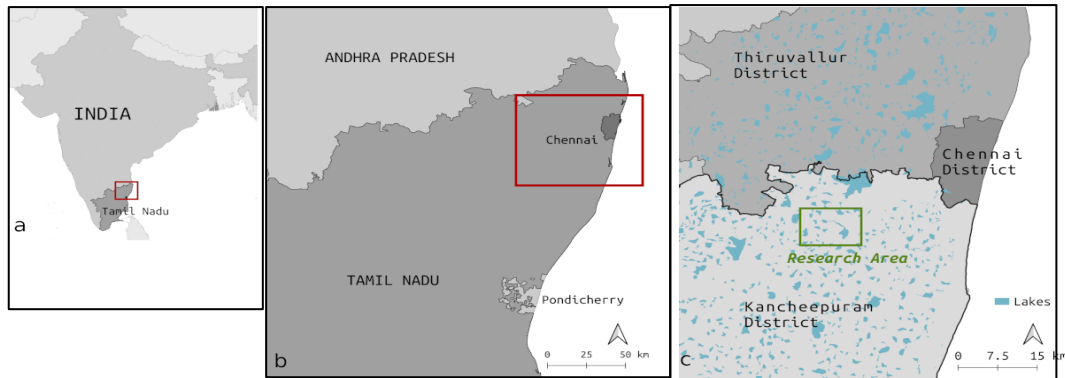 INDIA
Tamil Nadu
a
ANDHRA PRADESH
Chennai
TAMIL NADU
Pondicherry
b
0 25 50 km
Thiruvallur
District
Chennai
District
Research Area
Kancheepuram
District
Lakes
c
0 7.5 15 km